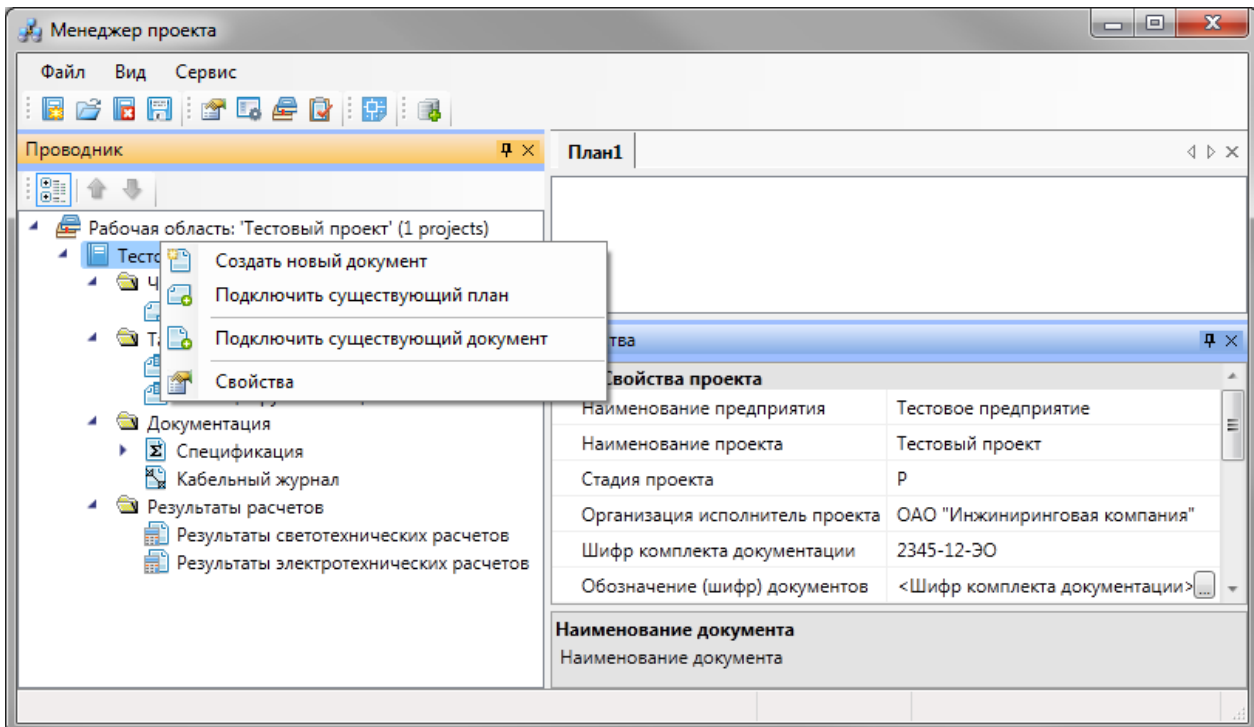 Менеджер проекта
Файл Вид Сервис
Проводник
План1
Рабочая область: 'Тестовый проект' (1 projects)
Создать новый документ
Подключить существующий план
Подключить существующий документ
Свойства
Документация
Спецификация
Кабельный журнал
Результаты расчетов
Результаты светотехнических расчетов
Результаты электротехнических расчетов
Свойства проекта
Наименование предприятия Тестовое предприятие
Наименование проекта Тестовый проект
Стадия проекта Р
Организация исполнитель проекта ОАО "Инжиниринговая компания"
Шифр комплекта документации 2345-12-ЭО
Обозначение (шифр) документов <Шифр комплекта документации> ...
Наименование документа
Наименование документа